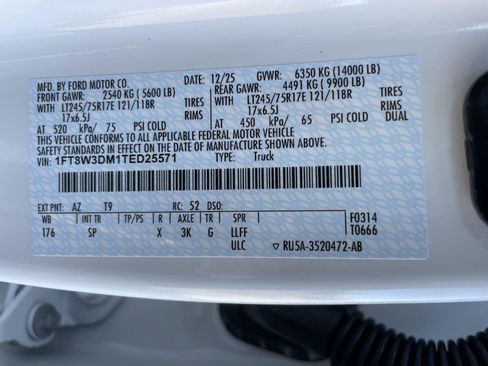 MFD. BY FORD MOTOR CO. 12/25 GVWR: 6350 KG (14000 LB)
FRONT GAWR: 2540 KG ( 5600 LB) REAR GAWR: 4491 KG ( 9900 LB)
WITH LT245/75R17E 121/118R TIRES WITH LT245/75R17E 121/118R TIRES
17x6.5J RIMS 17x6.5J RIMS
AT 520 kPa/ 75 PSI COLD AT 450 kPa/ 65 PSI COLD DUAL
THIS VEHICLE CONFORMS TO ALL APPLICABLE FEDERAL MOTOR VEHICLE
SAFETY STANDARDS IN EFFECT ON THE DATE OF MANUFACTURE SHOWN ABOVE.
VIN: 1FT8W3DM1TED25571 TYPE: Truck
EXT PNT: AZ T9 RC: 52 DSO:
WB INT TR TP/PS R AXLE TR SPR F0314
176 SP X 3K G LLFF T0666
ULC RU5A-3520472-AB